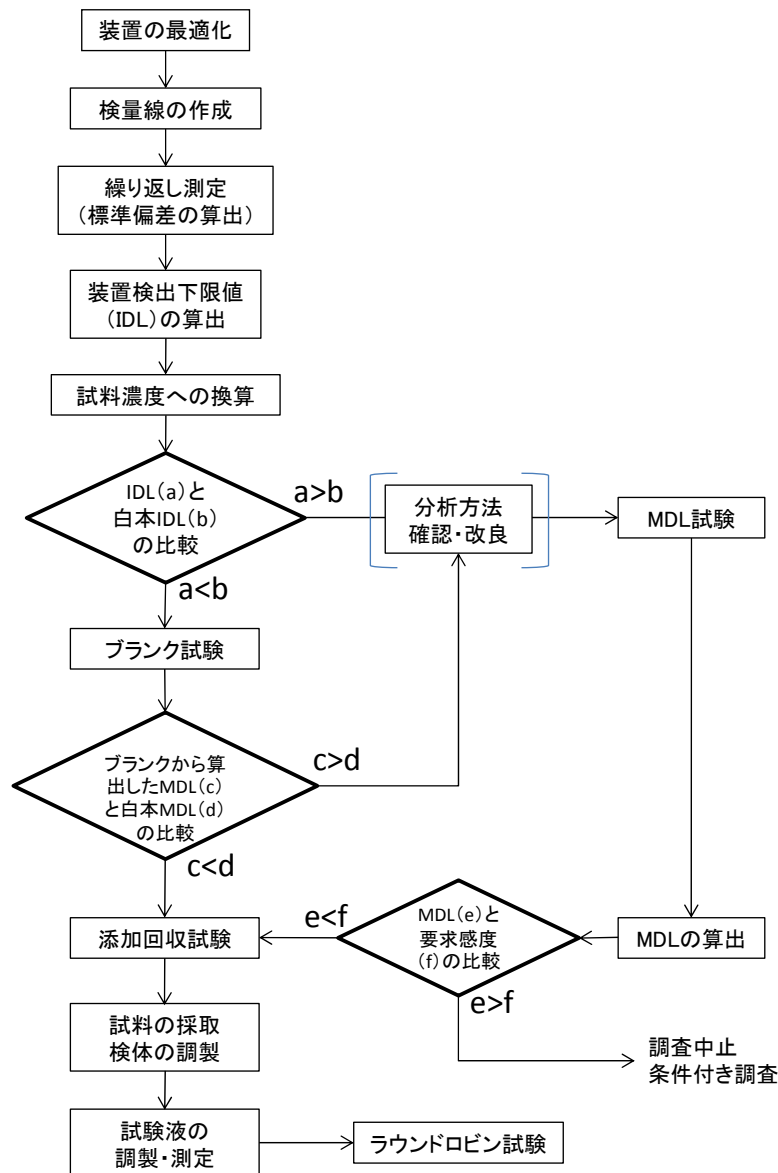 装置の最適化
検量線の作成
繰り返し測定
(標準偏差の算出)
装置検出下限値
(IDL)の算出
試料濃度への換算
IDL(a)と
白本IDL(b)
の比較
a>b
分析方法
確認・改良
MDL試験
a<b
ブランク試験
ブランクから算
出したMDL(c)
と白本MDL(d)
の比較
c>d
c<d
添加回収試験
e<f
MDL(e)と
要求感度
(f)の比較
MDLの算出
e>f
試料の採取
検体の調製
調査中止
条件付き調査
試験液の
調製・測定
ラウンドロビン試験